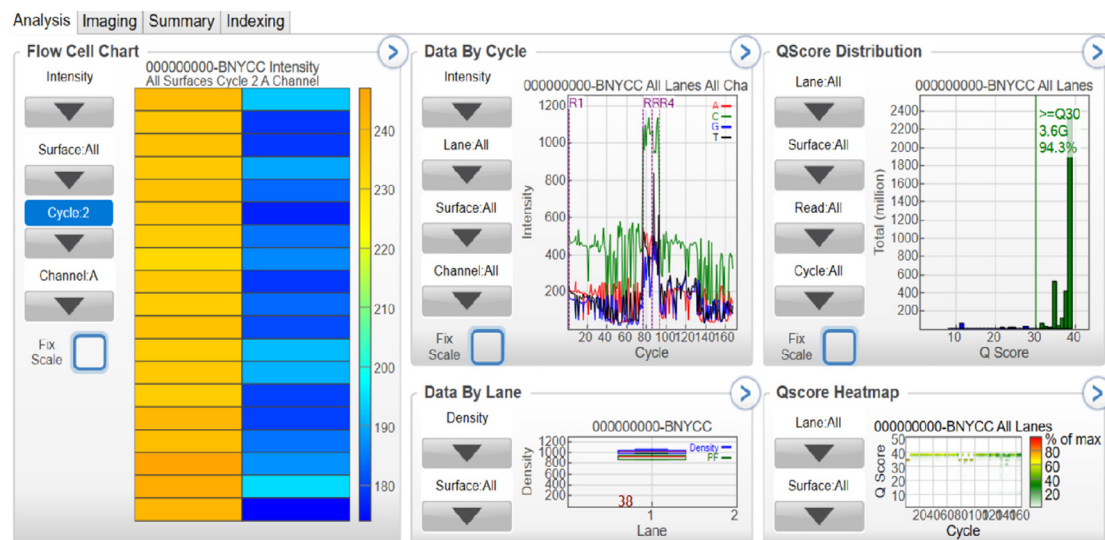 Analysis Imaging Summary Indexing
Flow Cell Chart
Intensity
Surface:All
Cycle:2
Channel:A
Fix
Scale
000000000-BNYCC Intensity
All Surfaces Cycle 2 A Channel
240
230
220
210
200
190
180
Data By Cycle
Intensity
Lane:All
Surface:All
Channel:All
Fix
Scale
000000000-BNYCC All Lanes All Cha
Intensity
1200
1000
800
600
400
200
R1
R4
A
C
G
T
20 40 60 80 100120140160
Cycle
QScore Distribution
Lane:All
Surface:All
Read:All
Cycle:All
Fix
Scale
000000000-BNYCC All Lanes
Total (million)
2400
2200
2000
1800
1600
1400
1200
1000
800
600
400
200
>=Q30
3.6G
94.3%
10 20 30 40
Q Score
Data By Lane
Density
Surface:All
000000000-BNYCC
Density
1200
1000
800
600
400
200
Density
PF
38
1 2
Lane
Qscore Heatmap
Lane:All
Surface:All
000000000-BNYCC All Lanes
Q Score
50
40
30
20
10
% of max
80
60
40
20
Cycle